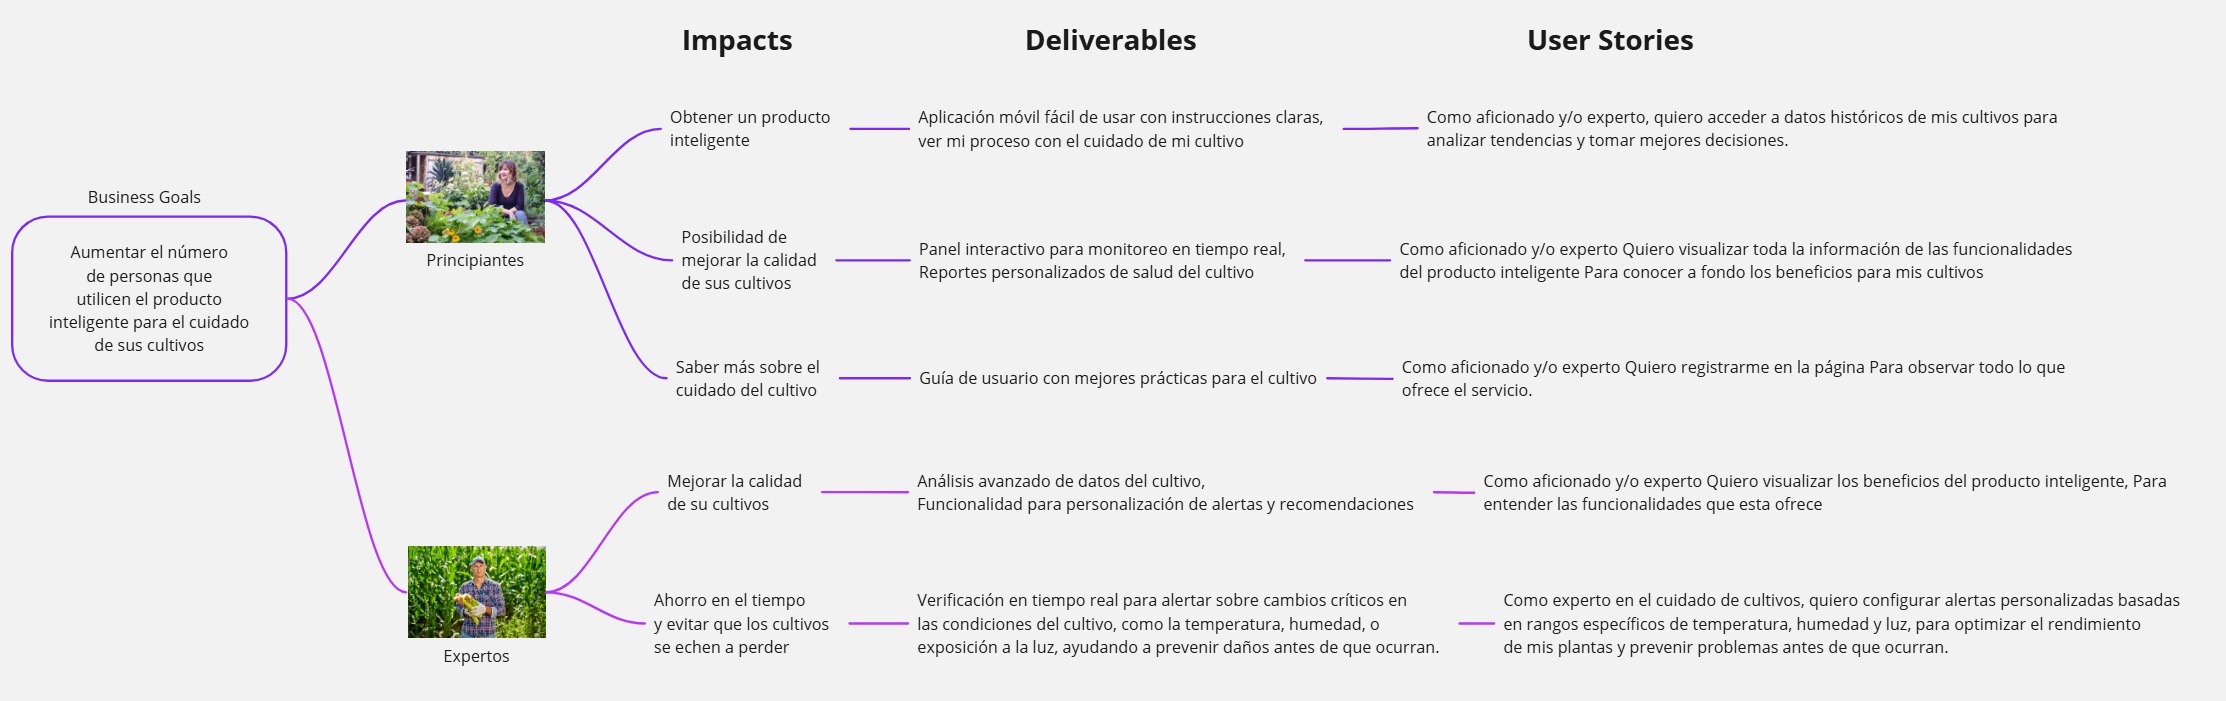 Impacts
Deliverables
User Stories
Business Goals
Aumentar el número
de personas que
utilicen el producto
inteligente para el cuidado
de sus cultivos
Principiantes
Obtener un producto
inteligente
Aplicación móvil fácil de usar con instrucciones claras,
ver mi proceso con el cuidado de mi cultivo
Como aficionado y/o experto, quiero acceder a datos históricos de mis cultivos para
analizar tendencias y tomar mejores decisiones.
Posibilidad de
mejorar la calidad
de sus cultivos
Panel interactivo para monitoreo en tiempo real,
Reportes personalizados de salud del cultivo
Como aficionado y/o experto Quiero visualizar toda la información de las funcionalidades
del producto inteligente Para conocer a fondo los beneficios para mis cultivos
Saber más sobre el
cuidado del cultivo
Guía de usuario con mejores prácticas para el cultivo
Como aficionado y/o experto Quiero registrarme en la página Para observar todo lo que
ofrece el servicio.
Expertos
Mejorar la calidad
de su cultivos
Análisis avanzado de datos del cultivo,
Funcionalidad para personalización de alertas y recomendaciones
Como aficionado y/o experto Quiero visualizar los beneficios del producto inteligente, Para
entender las funcionalidades que esta ofrece
Ahorro en el tiempo
y evitar que los cultivos
se echen a perder
Verificación en tiempo real para alertar sobre cambios críticos en
las condiciones del cultivo, como la temperatura, humedad, o
exposición a la luz, ayudando a prevenir daños antes de que ocurran.
Como experto en el cuidado de cultivos, quiero configurar alertas personalizadas basadas
en rangos específicos de temperatura, humedad y luz, para optimizar el rendimiento
de mis plantas y prevenir problemas antes de que ocurran.